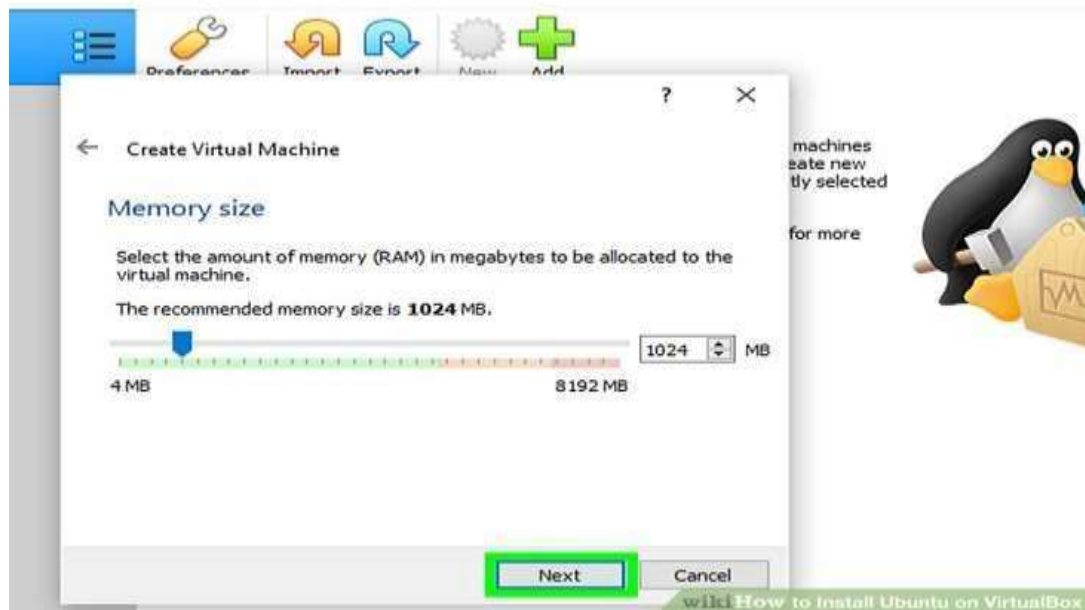 Preferences Import Export New Add
? ×
Create Virtual Machine
machines
eate new
tly selected
for more
Memory size
Select the amount of memory (RAM) in megabytes to be allocated to the
virtual machine.
The recommended memory size is 1024 MB.
1024 MB
4 MB 8192 MB
Next Cancel
wikiHow to Install Ubuntu on VirtualBox